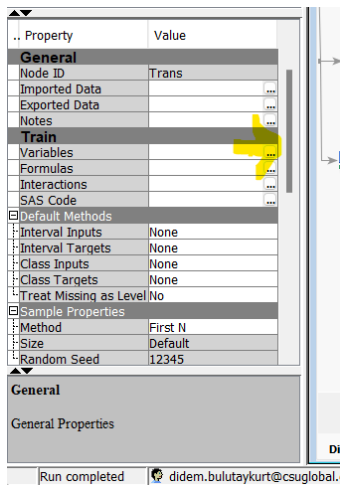 .. Property Value
General
Node ID Trans
Imported Data ...
Exported Data ...
Notes ...
Train
Variables ...
Formulas ...
Interactions ...
SAS Code ...
Default Methods
Interval Inputs None
Interval Targets None
Class Inputs None
Class Targets None
Treat Missing as Level No
Sample Properties
Method First N
Size Default
Random Seed 12345
General
General Properties
Di
Run completed didem.bulutaykurt@csuglobal.